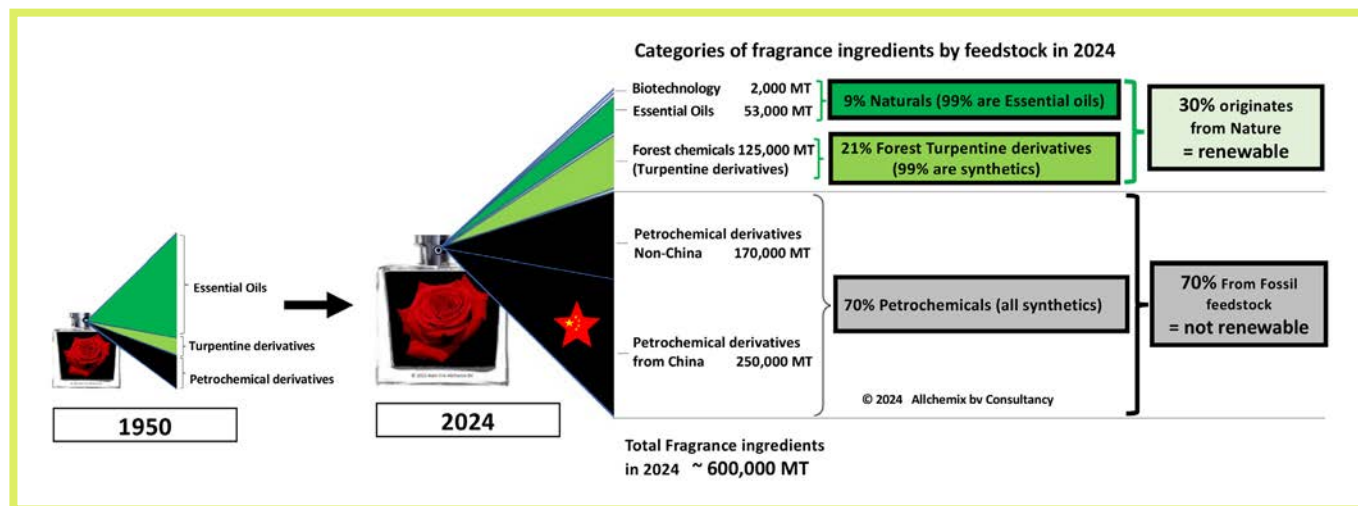 Categories of fragrance ingredients by feedstock in 2024
Biotechnology 2,000 MT
Essential Oils 53,000 MT
9% Naturals (99% are Essential oils)
30% originates
from Nature
= renewable
Forest chemicals 125,000 MT
(Turpentine derivatives)
21% Forest Turpentine derivatives
(99% are synthetics)
Petrochemical derivatives
Non-China 170,000 MT
70% Petrochemicals (all synthetics)
70% From Fossil
feedstock
= not renewable
Petrochemical derivatives
from China 250,000 MT
© 2024 Allchemix bv Consultancy
Essential Oils
Turpentine derivatives
Petrochemical derivatives
1950
2024
Total Fragrance ingredients
in 2024 ~ 600,000 MT